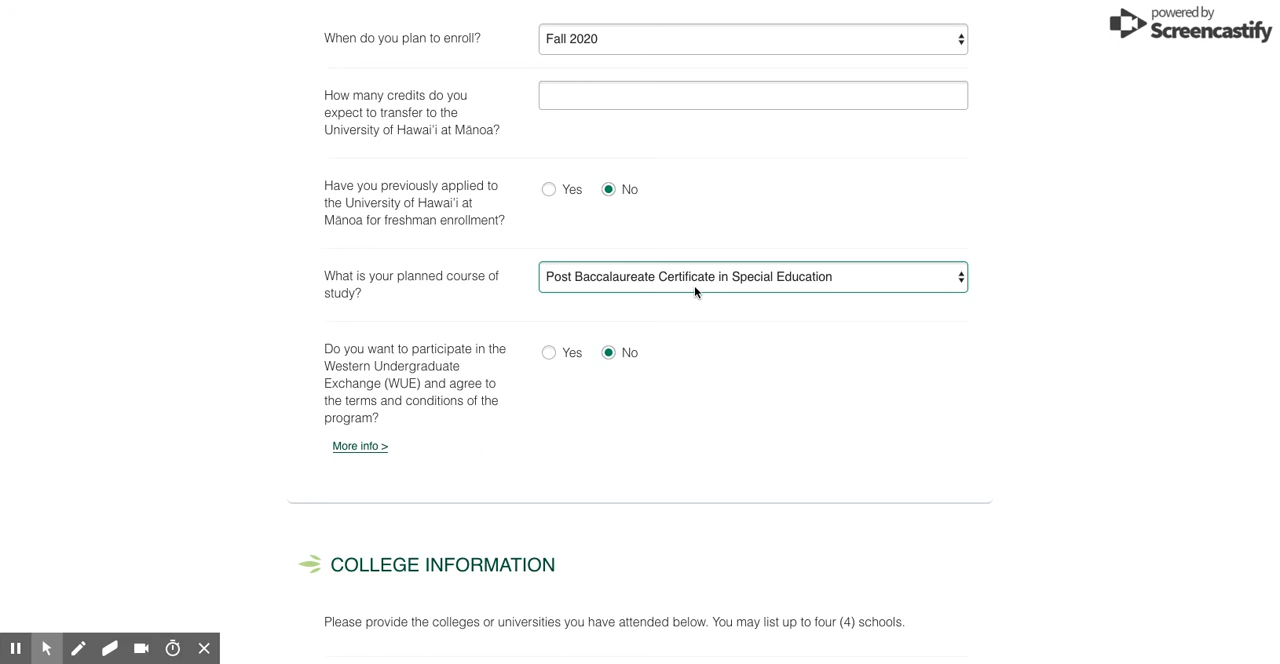 powered by
Screencastify
When do you plan to enroll?
Fall 2020
How many credits do you
expect to transfer to the
University of Hawaiʻi at Mānoa?
Have you previously applied to
the University of Hawaiʻi at
Mānoa for freshman enrollment?
Yes No
What is your planned course of
study?
Post Baccalaureate Certificate in Special Education
Do you want to participate in the
Western Undergraduate
Exchange (WUE) and agree to
the terms and conditions of the
program?
Yes No
More info >
COLLEGE INFORMATION
Please provide the colleges or universities you have attended below. You may list up to four (4) schools.